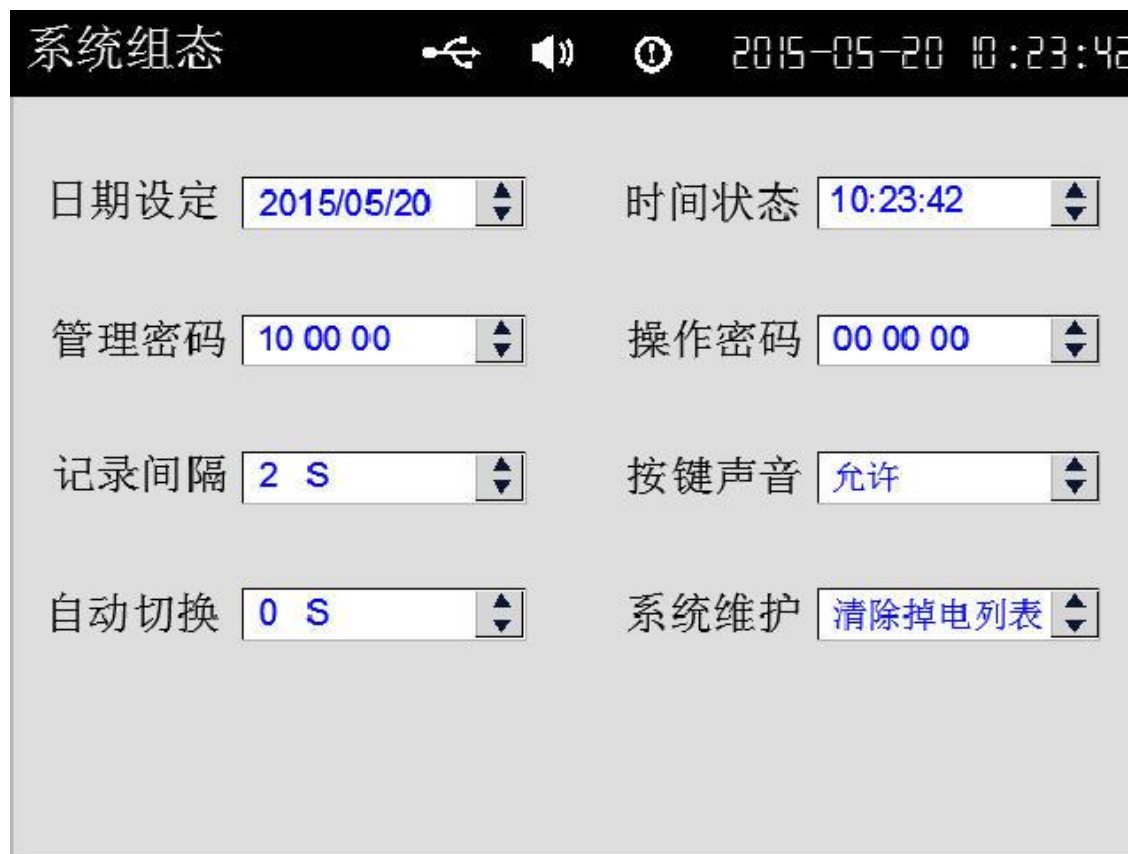 系统组态 2015-05-20 10:23:42
日期设定 2015/05/20 时间状态 10:23:42
管理密码 10 00 00 操作密码 00 00 00
记录间隔 2 S 按键声音 允许
自动切换 0 S 系统维护 清除掉电列表